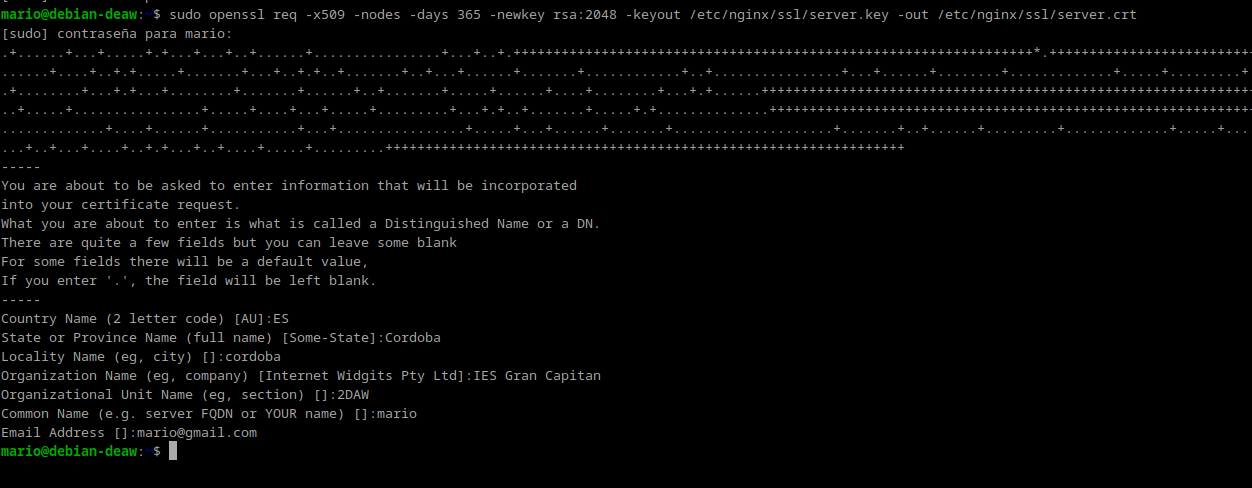 mario@debian-deaw:~$ sudo openssl req -x509 -nodes -days 365 -newkey rsa:2048 -keyout /etc/nginx/ssl/server.key -out /etc/nginx/ssl/server.crt
[sudo] contraseña para mario:
-----
You are about to be asked to enter information that will be incorporated
into your certificate request.
What you are about to enter is what is called a Distinguished Name or a DN.
There are quite a few fields but you can leave some blank
For some fields there will be a default value,
If you enter '.', the field will be left blank.
-----
Country Name (2 letter code) [AU]:ES
State or Province Name (full name) [Some-State]:Cordoba
Locality Name (eg, city) []:cordoba
Organization Name (eg, company) [Internet Widgits Pty Ltd]:IES Gran Capitan
Organizational Unit Name (eg, section) []:2DAW
Common Name (e.g. server FQDN or YOUR name) []:mario
Email Address []:mario@gmail.com
mario@debian-deaw:~$